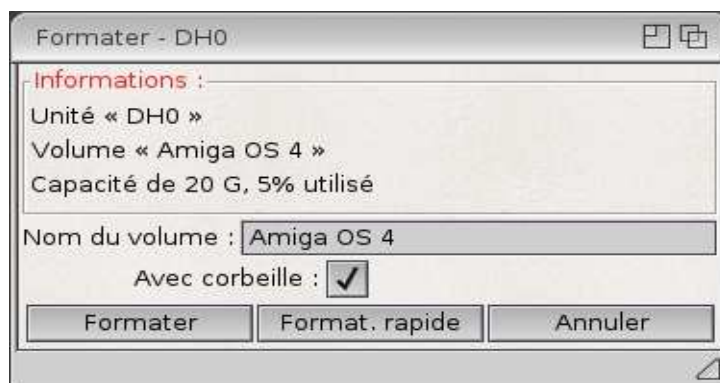 Formater - DH0
Informations :
Unité « DH0 »
Volume « Amiga OS 4 »
Capacité de 20 G, 5% utilisé
Nom du volume : Amiga OS 4
Avec corbeille :
Formater Format. rapide Annuler